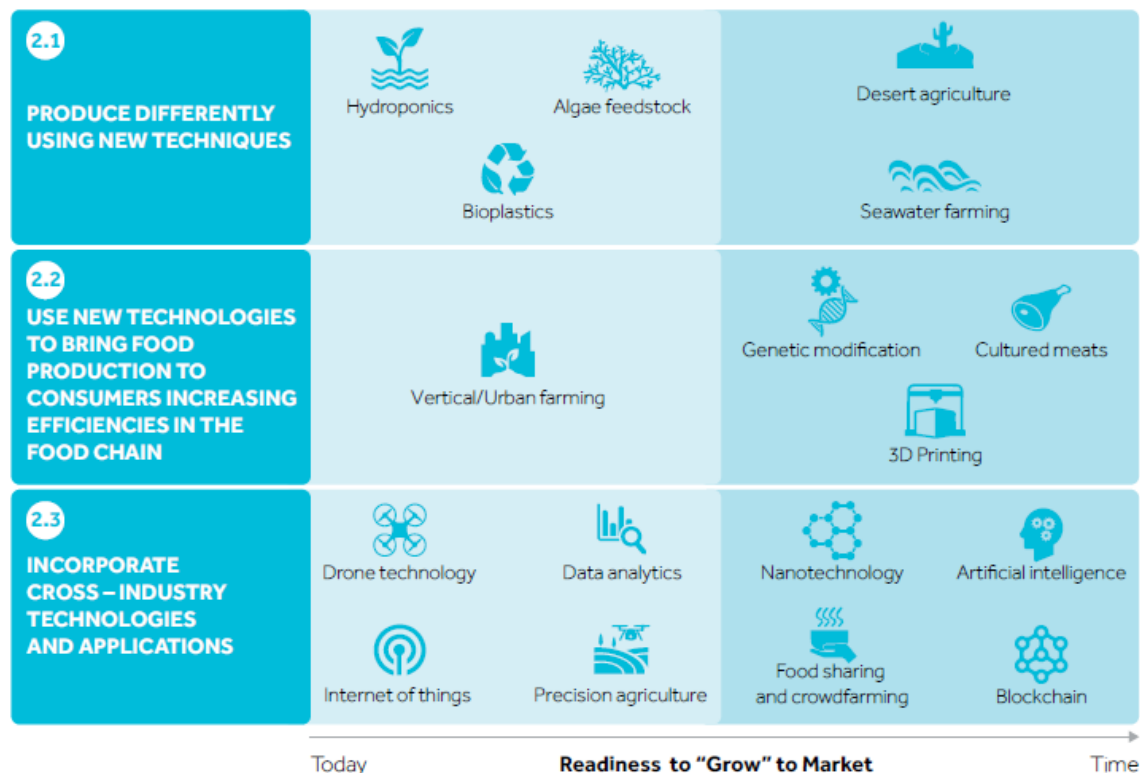 2.1
PRODUCE DIFFERENTLY
USING NEW TECHNIQUES
Hydroponics
Algae feedstock
Bioplastics
Desert agriculture
Seawater farming
2.2
USE NEW TECHNOLOGIES
TO BRING FOOD
PRODUCTION TO
CONSUMERS INCREASING
EFFICIENCIES IN THE
FOOD CHAIN
Vertical/Urban farming
Genetic modification
Cultured meats
3D Printing
2.3
INCORPORATE
CROSS – INDUSTRY
TECHNOLOGIES
AND APPLICATIONS
Drone technology
Data analytics
Internet of things
Precision agriculture
Nanotechnology
Artificial intelligence
Food sharing
and crowdfarming
Blockchain
Today
Readiness to "Grow" to Market
Time